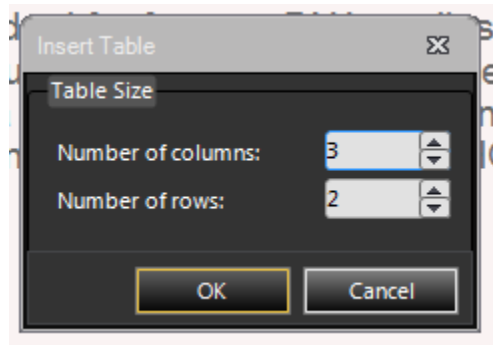 Insert Table
Table Size
Number of columns: 3
Number of rows: 2
OK Cancel